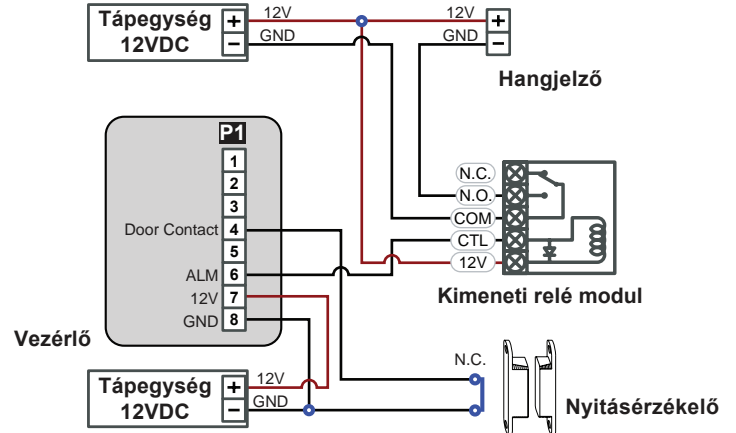 Tápegység
12VDC
+
−
12V
GND
12V
GND
+
−
Hangjelző
P1
1
2
3
Door Contact 4
5
ALM 6
12V 7
GND 8
Vezérlő
N.C.
N.O.
COM
CTL
12V
Kimeneti relé modul
Tápegység
12VDC
+
−
12V
GND
N.C.
Nyitásérzékelő